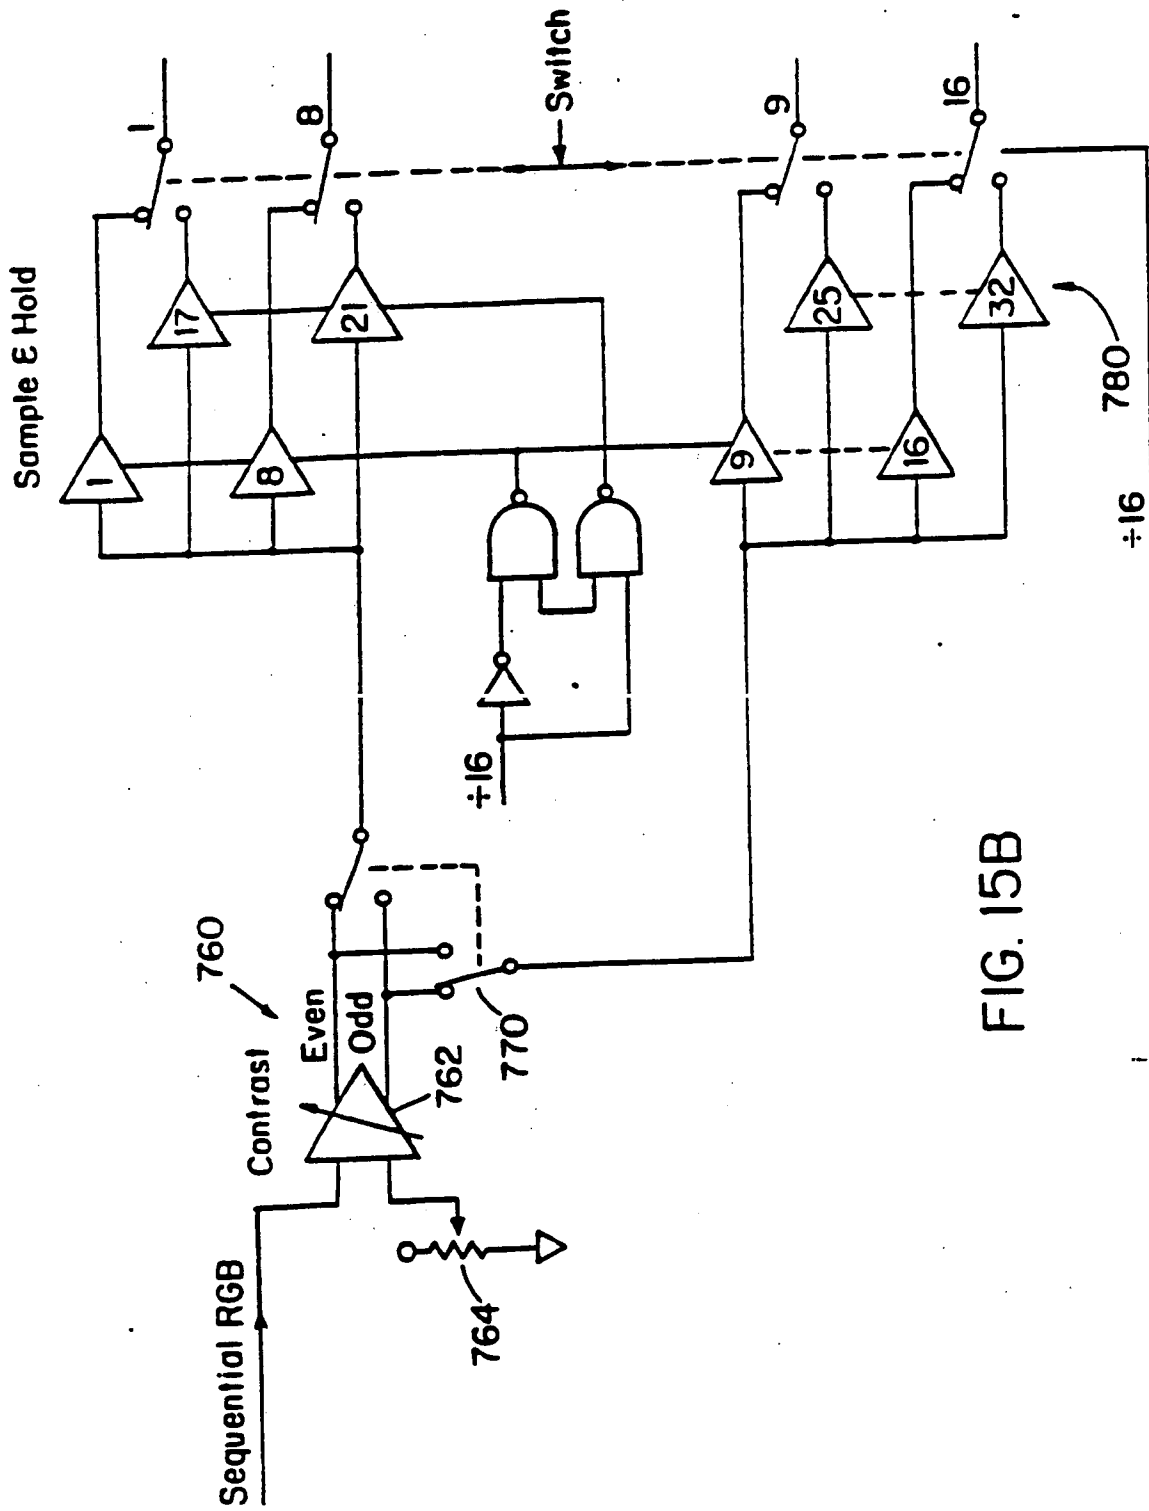 Sample & Hold
1
8
Switch
9
16
1
17
8
21
9
25
16
32
780
÷16
÷16
760
Contrast
Even
Odd
762
770
Sequential RGB
764
FIG. 15B